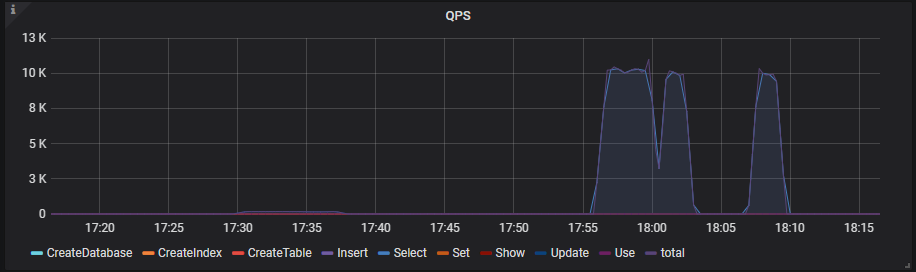 i
QPS
13 K
10 K
8 K
5 K
3 K
0
17:20 17:25 17:30 17:35 17:40 17:45 17:50 17:55 18:00 18:05 18:10 18:15
CreateDatabase CreateIndex CreateTable Insert Select Set Show Update Use total